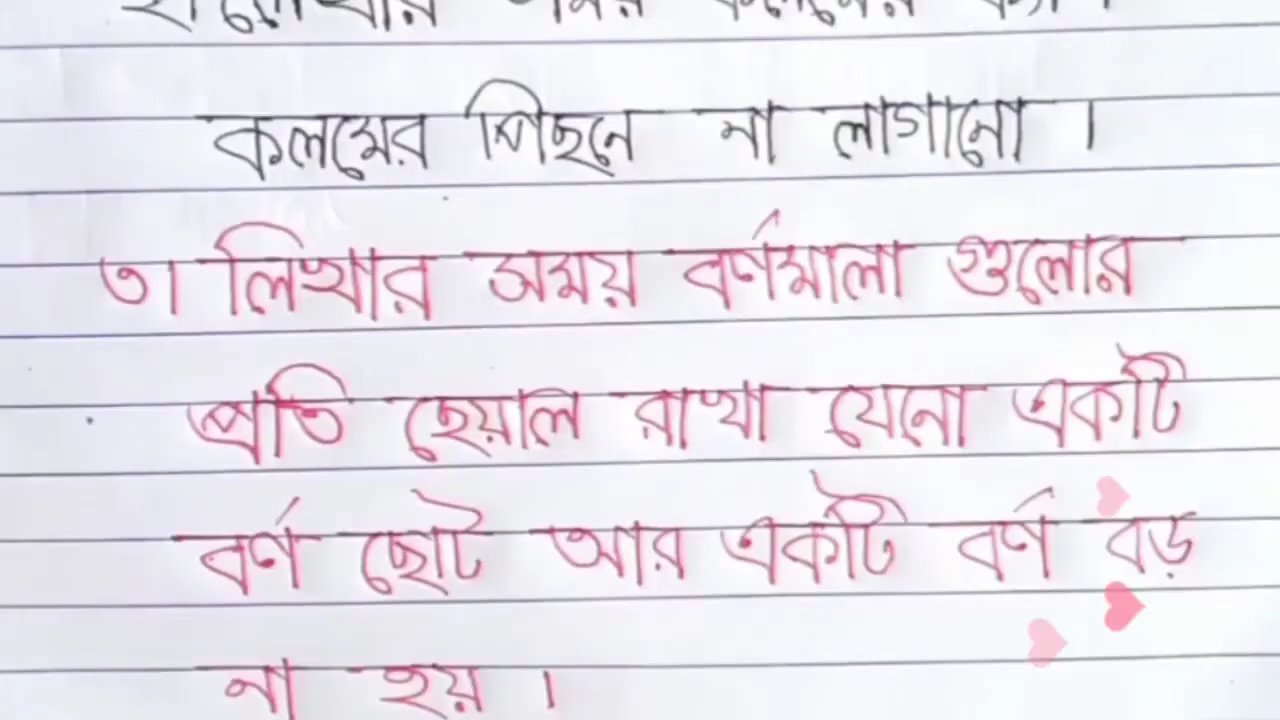 কলমের পিছনে না লাগানো ।
৩। লিখার সময় বর্ণমালা গুলোর
প্রতি খেয়াল রাখা যেনো একটি
বর্ণ ছোট আর একটি বর্ণ বড়
না হয় ।